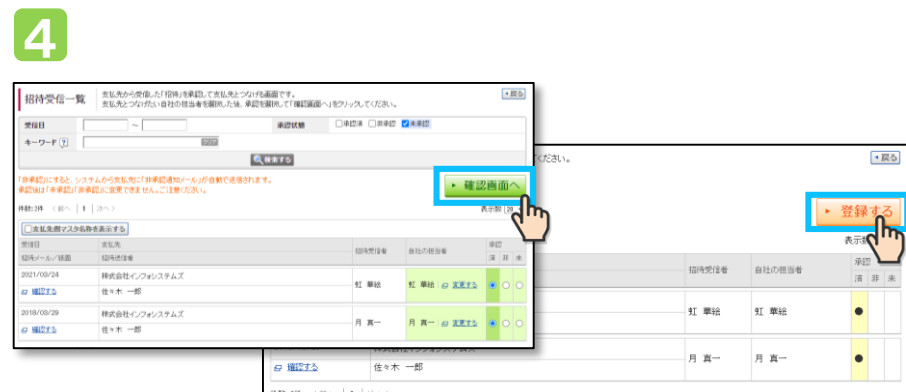 4
招待受信一覧
支払先から受信した「招待」を承認して支払先とつなげる画面です。
支払先とつなげたい自社の担当者を選択した後、承認を選択して「確認画面へ」をクリックしてください。
戻る
受信日 ~ 承認状態 承認済 非承認 未承認
キーワード ?
検索する
「非承認」にすると、システムから支払先に「非承認通知メール」が自動で送信されます。
承認後は「未承認」「非承認」に変更できません。ご注意ください。
確認画面へ
件数:2件 <前へ | 1 | 次へ> 表示数 20
支払先側マスタ名称を表示する
受信日 支払先 招待受信者 自社の担当者 承認
招待メール/紙面 招待送信者 済 非 未
2021/03/24 株式会社インフォシステムズ 虹 華絵 虹 華絵 変更する
確認する 佐々木 一郎
2018/03/29 株式会社インフォシステムズ 月 真一 月 真一 変更する
確認する 佐々木 一郎
ください。
戻る
登録する
表示数
招待受信者 自社の担当者 承認
済 非 未
虹 華絵 虹 華絵
月 真一 月 真一
確認する 佐々木 一郎